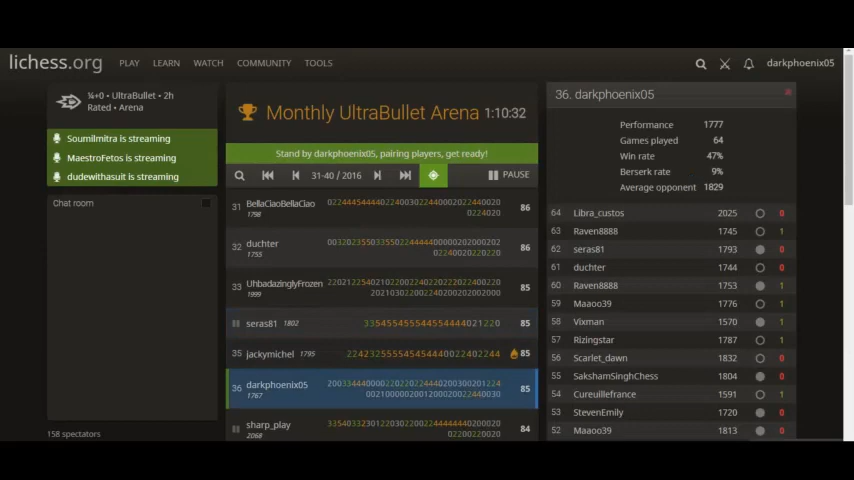 lichess.org PLAY LEARN WATCH COMMUNITY TOOLS darkphoenix05
¼+0 • UltraBullet • 2h
Rated • Arena
Soumilmitra is streaming
MaestroFetos is streaming
dudewithasuit is streaming
Chat room
158 spectators
Monthly UltraBullet Arena 1:10:32
Stand by darkphoenix05, pairing players, get ready!
31-40 / 2016 PAUSE
31 BellaCiaoBellaCiao 86
1798
32 duchter 86
1755
33 UhbadazinglyFrozen 85
1999
seras81 1802 3354554555445554444021220 85
35 jackymichel 1795 85
36 darkphoenix05 85
1767
sharp_play 84
2068
36. darkphoenix05
Performance 1777
Games played 64
Win rate 47%
Berserk rate 9%
Average opponent 1829
64 Libra_custos 2025 0
63 Raven8888 1745 1
62 seras81 1793 0
61 duchter 1744 0
60 Raven8888 1753 1
59 Maaoo39 1776 1
58 Vixman 1570 1
57 Rizingstar 1787 1
56 Scarlet_dawn 1832 0
55 SakshamSinghChess 1804 0
54 Cureuillefrance 1591 1
53 StevenEmily 1720 0
52 Maaoo39 1813 0